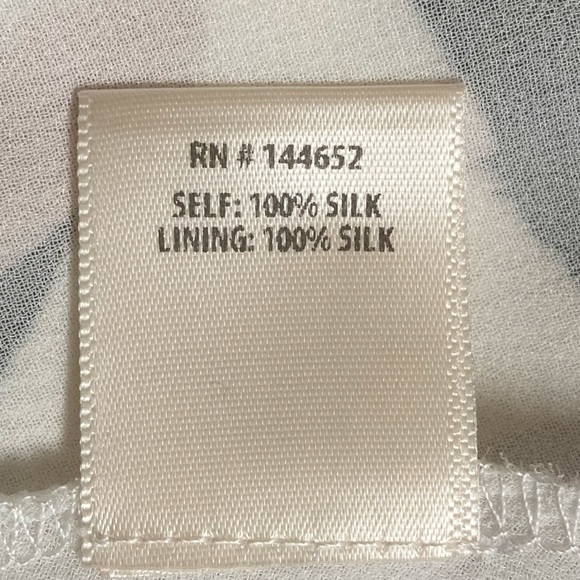 RN # 144652
SELF: 100% SILK
LINING: 100% SILK